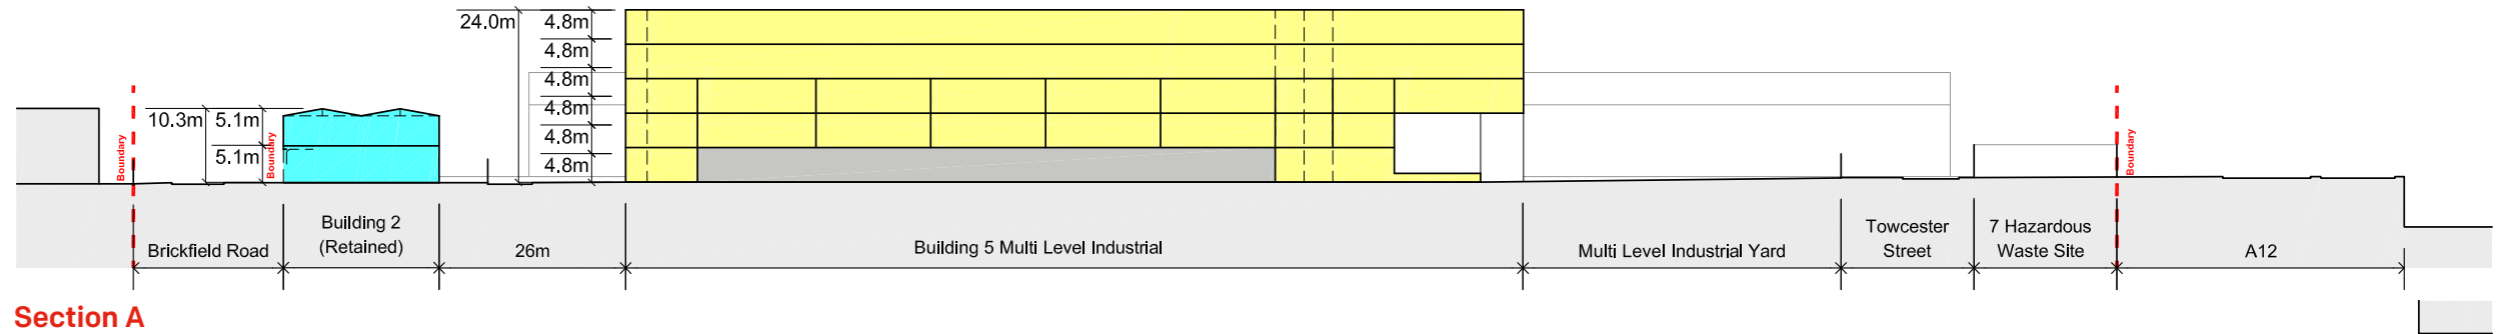 24.0m
4.8m
4.8m
4.8m
4.8m
4.8m
4.8m
10.3m
5.1m
5.1m
Boundary
Boundary
Boundary
Brickfield Road
Building 2
(Retained)
26m
Building 5 Multi Level Industrial
Multi Level Industrial Yard
Towcester
Street
7 Hazardous
Waste Site
A12
Section A